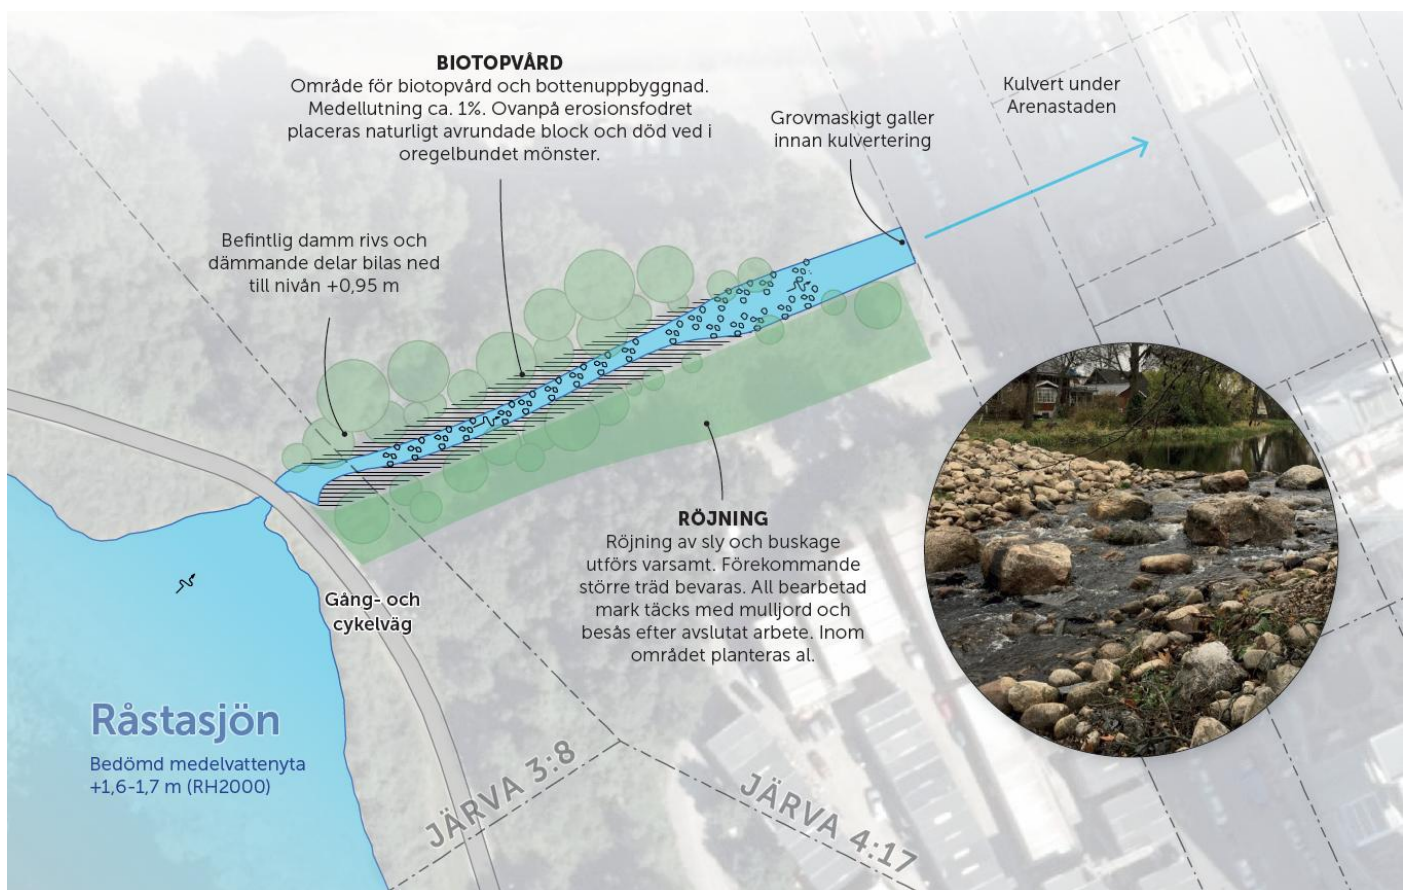 BIOTOPVÅRD
Område för biotopvård och bottenuppbyggnad.
Medellutning ca. 1%. Ovanpå erosionsfodret
placeras naturligt avrundade block och död ved i
oregelbundet mönster.
Kulvert under
Arenastaden
Grovmaskigt galler
innan kulvertering
Befintlig damm rivs och
dämmande delar bilas ned
till nivån +0,95 m
RÖJNING
Röjning av sly och buskage
utförs varsamt. Förekommande
större träd bevaras. All bearbetad
mark täcks med mulljord och
besås efter avslutat arbete. Inom
området planteras al.
Gång- och
cykelväg
Råstasjön
Bedömd medelvattenyta
+1,6-1,7 m (RH2000)
JÄRVA 3:8
JÄRVA 4:17